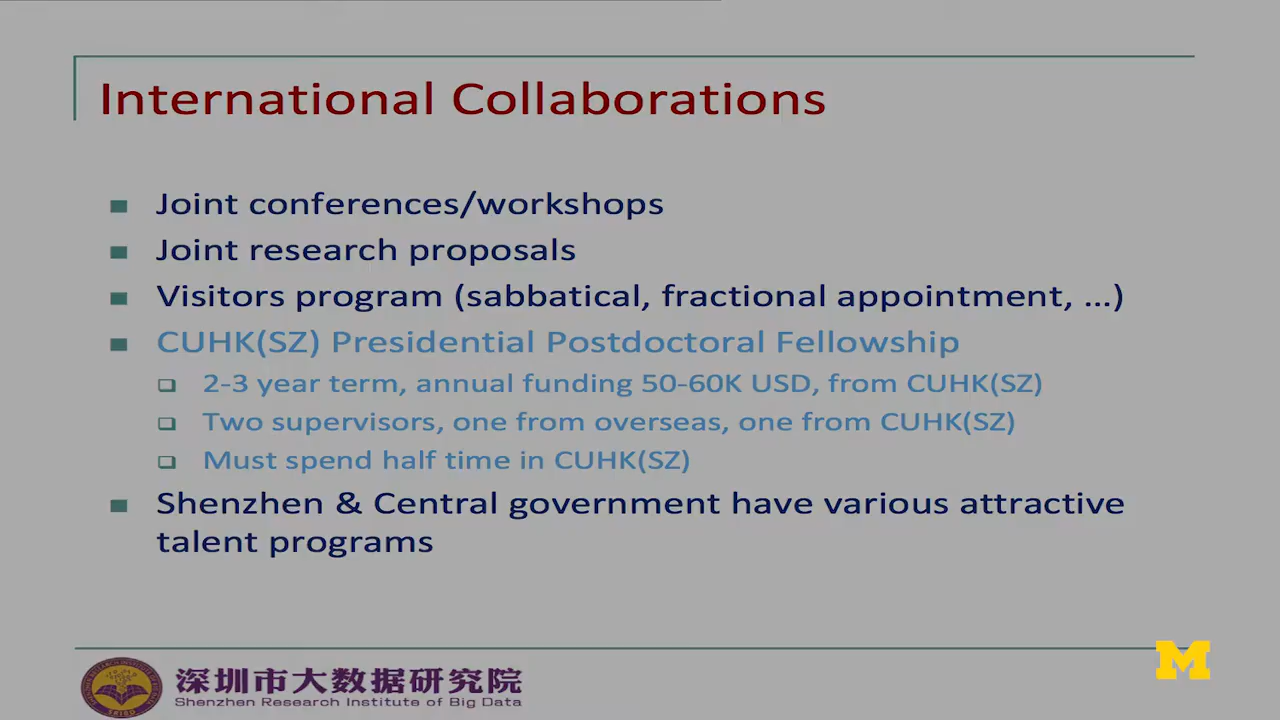 International Collaborations
Joint conferences/workshops
Joint research proposals
Visitors program (sabbatical, fractional appointment, ...)
CUHK(SZ) Presidential Postdoctoral Fellowship
2-3 year term, annual funding 50-60K USD, from CUHK(SZ)
Two supervisors, one from overseas, one from CUHK(SZ)
Must spend half time in CUHK(SZ)
Shenzhen & Central government have various attractive
talent programs
深圳市大数据研究院
Shenzhen Research Institute of Big Data
M